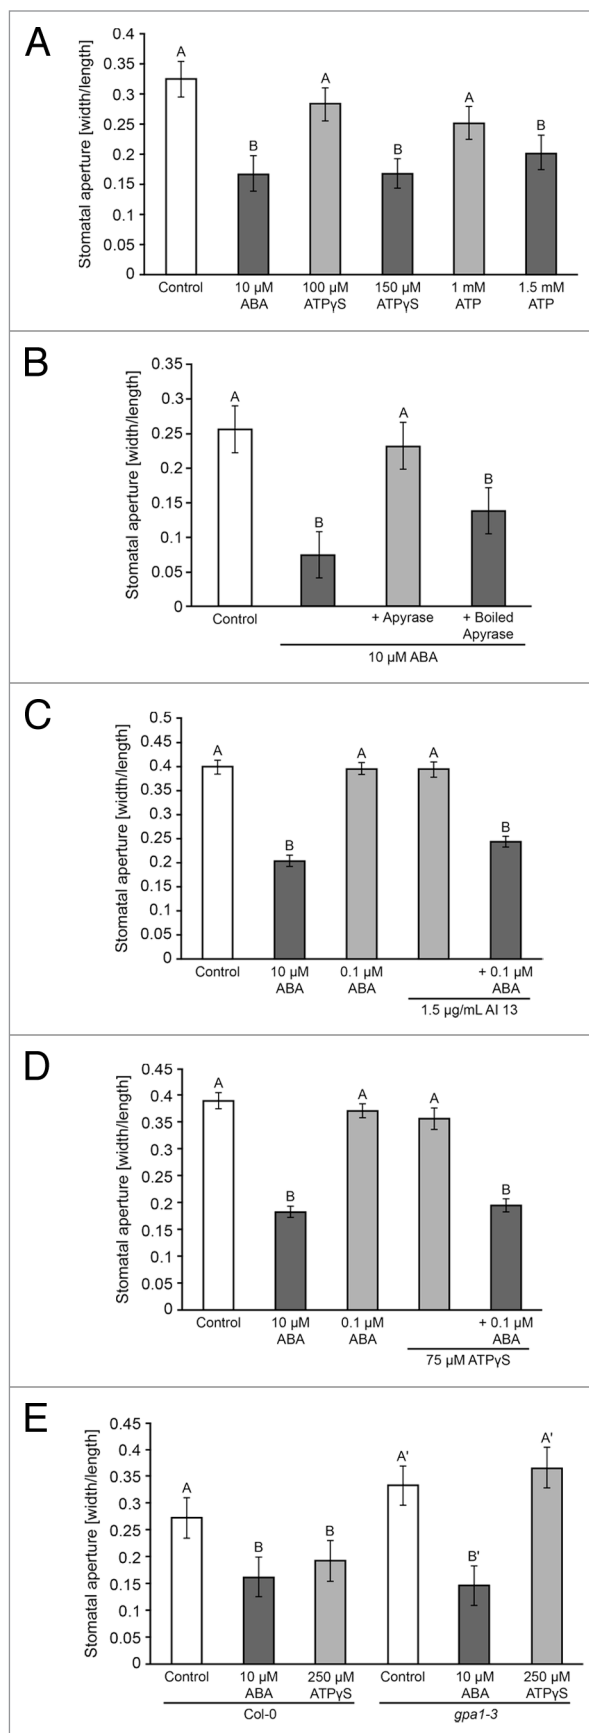 A
Stomatal aperture [width/length]
0.4
0.35
0.3
0.25
0.2
0.15
0.1
0.05
0
A
B
A
B
A
B
Control
10 µM
ABA
100 µM
ATPγS
150 µM
ATPγS
1 mM
ATP
1.5 mM
ATP
B
Stomatal aperture [width/length]
0.35
0.3
0.25
0.2
0.15
0.1
0.05
0
A
B
A
B
Control
+ Apyrase
+ Boiled
Apyrase
10 µM ABA
C
Stomatal aperture [width/length]
0.5
0.45
0.4
0.35
0.3
0.25
0.2
0.15
0.1
0.05
0
A
B
A
A
B
Control
10 µM
ABA
0.1 µM
ABA
+ 0.1 µM
ABA
1.5 µg/mL AI 13
D
Stomatal aperture [width/length]
0.45
0.4
0.35
0.3
0.25
0.2
0.15
0.1
0.05
0
A
B
A
A
B
Control
10 µM
ABA
0.1 µM
ABA
+ 0.1 µM
ABA
75 µM ATPγS
E
Stomatal aperture [width/length]
0.45
0.4
0.35
0.3
0.25
0.2
0.15
0.1
0.05
0
A
B
B
A'
B'
A'
Control
10 µM
ABA
250 µM
ATPγS
Control
10 µM
ABA
250 µM
ATPγS
Col-0
gpa1-3